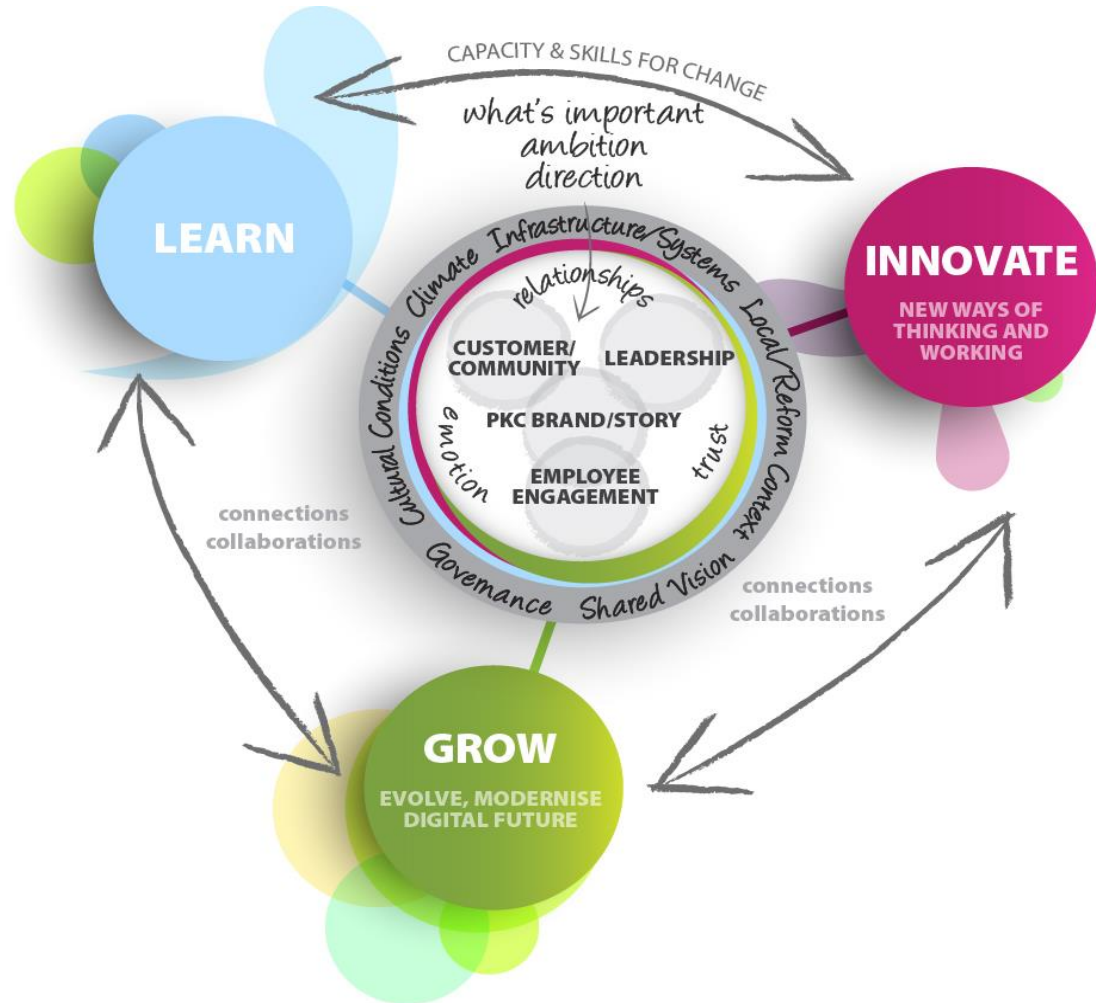 CAPACITY & SKILLS FOR CHANGE
what's important
ambition
direction
LEARN
INNOVATE
NEW WAYS OF
THINKING AND
WORKING
Cultural Conditions
Climate
Infrastructure/Systems
Local/Reform Context
Shared Vision
Governance
relationships
CUSTOMER/
COMMUNITY
LEADERSHIP
PKC BRAND/STORY
emotion
trust
EMPLOYEE
ENGAGEMENT
connections
collaborations
connections
collaborations
GROW
EVOLVE, MODERNISE
DIGITAL FUTURE